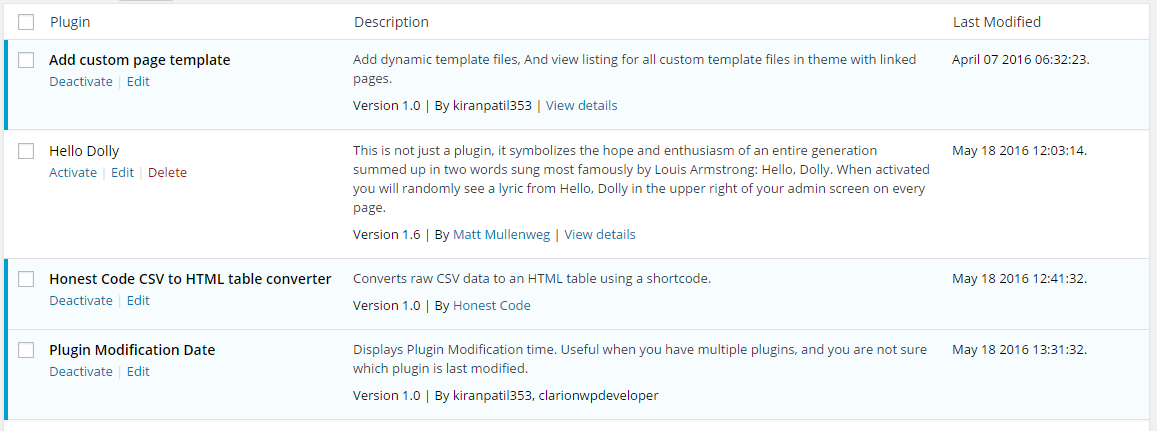 Plugin Description Last Modified
Add custom page template Add dynamic template files, And view listing for all custom template files in theme with linked April 07 2016 06:32:23.
Deactivate | Edit pages.
Version 1.0 | By kiranpatil353 | View details
Hello Dolly This is not just a plugin, it symbolizes the hope and enthusiasm of an entire generation May 18 2016 12:03:14.
Activate | Edit | Delete summed up in two words sung most famously by Louis Armstrong: Hello, Dolly. When activated
you will randomly see a lyric from Hello, Dolly in the upper right of your admin screen on every
page.
Version 1.6 | By Matt Mullenweg | View details
Honest Code CSV to HTML table converter Converts raw CSV data to an HTML table using a shortcode. May 18 2016 12:41:32.
Deactivate | Edit Version 1.0 | By Honest Code
Plugin Modification Date Displays Plugin Modification time. Useful when you have multiple plugins, and you are not sure May 18 2016 13:31:32.
Deactivate | Edit which plugin is last modified.
Version 1.0 | By kiranpatil353, clarionwpdeveloper